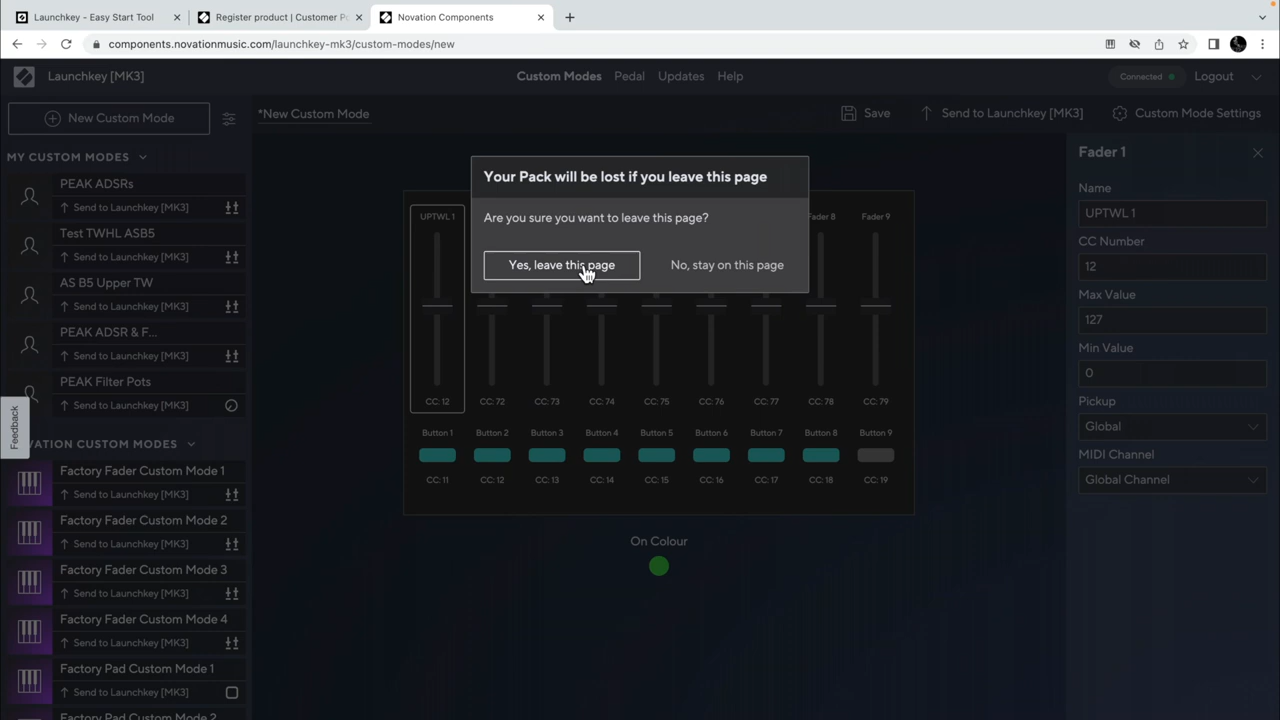 Launchkey - Easy Start Tool
Register product | Customer Po
Novation Components
components.novationmusic.com/launchkey-mk3/custom-modes/new
Launchkey [MK3]
Custom Modes
Pedal
Updates
Help
Connected
Logout
New Custom Mode
*New Custom Mode
Save
Send to Launchkey [MK3]
Custom Mode Settings
MY CUSTOM MODES
PEAK ADSRs
Send to Launchkey [MK3]
Test TWHL ASB5
Send to Launchkey [MK3]
AS B5 Upper TW
Send to Launchkey [MK3]
PEAK ADSR & F...
Send to Launchkey [MK3]
PEAK Filter Pots
Send to Launchkey [MK3]
Feedback
OVATION CUSTOM MODES
Factory Fader Custom Mode 1
Send to Launchkey [MK3]
Factory Fader Custom Mode 2
Send to Launchkey [MK3]
Factory Fader Custom Mode 3
Send to Launchkey [MK3]
Factory Fader Custom Mode 4
Send to Launchkey [MK3]
Factory Pad Custom Mode 1
Send to Launchkey [MK3]
Factory Pad Custom Mode 2
Your Pack will be lost if you leave this page
Are you sure you want to leave this page?
Yes, leave this page
No, stay on this page
UPTWL 1
Fader 8
Fader 9
CC: 12
CC: 72
CC: 73
CC: 74
CC: 75
CC: 76
CC: 77
CC: 78
CC: 79
Button 1
Button 2
Button 3
Button 4
Button 5
Button 6
Button 7
Button 8
Button 9
CC: 11
CC: 12
CC: 13
CC: 14
CC: 15
CC: 16
CC: 17
CC: 18
CC: 19
On Colour
Fader 1
Name
UPTWL 1
CC Number
12
Max Value
127
Min Value
0
Pickup
Global
MIDI Channel
Global Channel